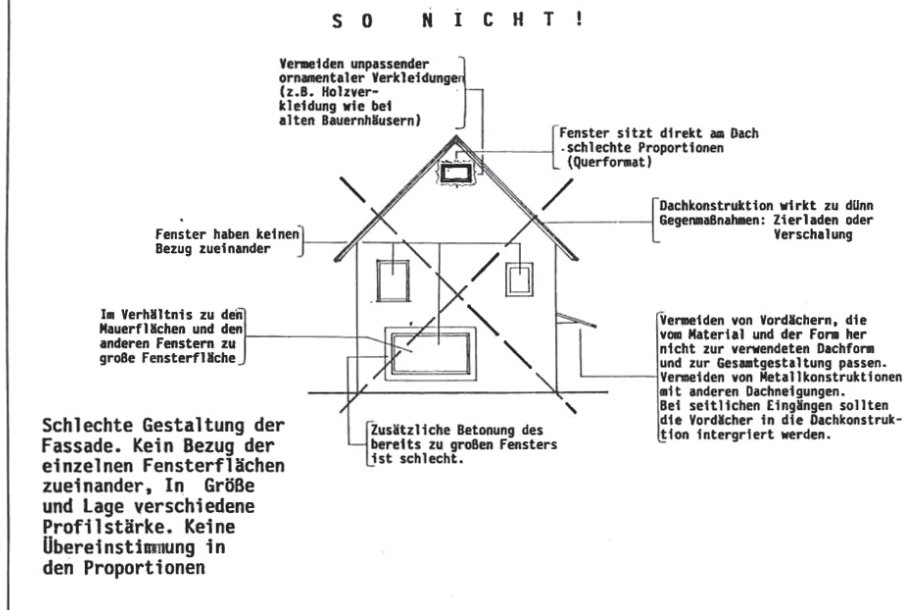 SO NICHT!
Vermeiden unpassender
ornamentaler Verkleidungen
(z.B. Holzver-
kleidung wie bei
alten Bauernhäusern)
Fenster sitzt direkt am Dach
schlechte Proportionen
(Querformat)
Dachkonstruktion wirkt zu dünn
Gegenmaßnahmen: Zierladen oder
Verschalung
Fenster haben keinen
Bezug zueinander
Im Verhältnis zu den
Mauerflächen und den
anderen Fenstern zu
große Fensterfläche
Vermeiden von Vordächern, die
vom Material und der Form her
nicht zur verwendeten Dachform
und zur Gesamtgestaltung passen.
Vermeiden von Metallkonstruktionen
mit anderen Dachneigungen.
Bei seitlichen Eingängen sollten
die Vordächer in die Dachkonstruk-
tion intergriert werden.
Zusätzliche Betonung des
bereits zu großen Fensters
ist schlecht.
Schlechte Gestaltung der
Fassade. Kein Bezug der
einzelnen Fensterflächen
zueinander, In Größe
und Lage verschiedene
Profilstärke. Keine
Übereinstimmung in
den Proportionen